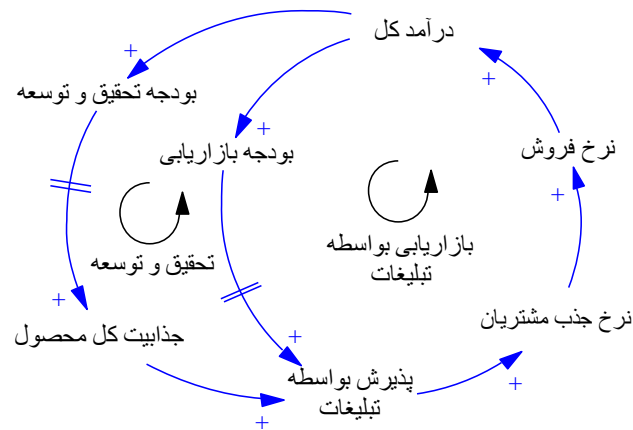 درآمد کل
+
بودجه تحقیق و توسعه
+
+
بودجه بازاریابی
نرخ فروش
+
بازاریابی بواسطه
تبلیغات
تحقیق و توسعه
+
نرخ جذب مشتریان
جذابیت کل محصول
+
پذیرش بواسطه
تبلیغات
+
+